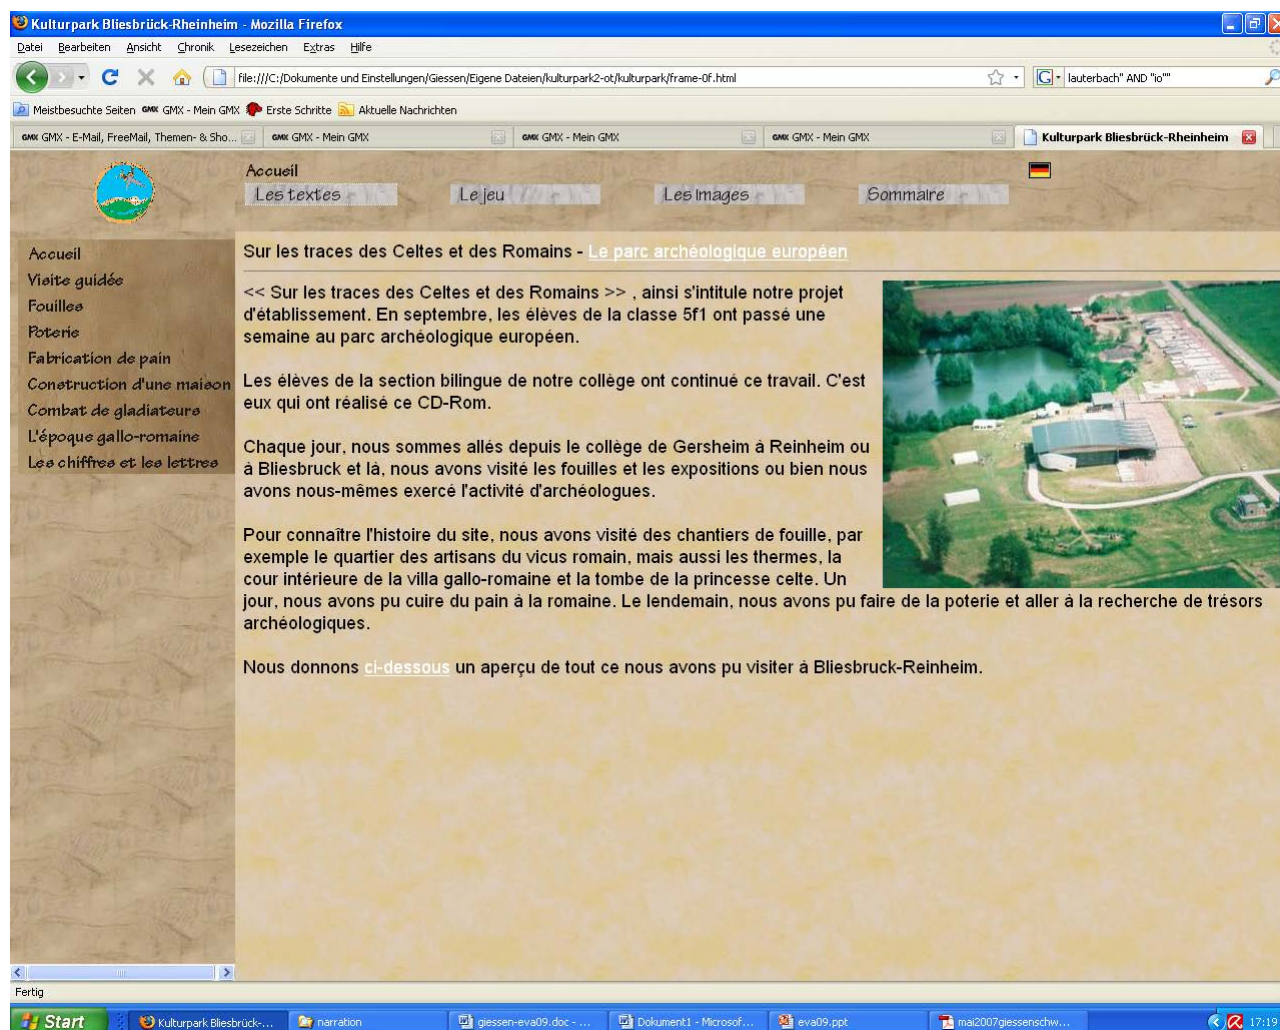 Kulturpark Bliesbrück-Rheinheim - Mozilla Firefox
Datei Bearbeiten Ansicht Chronik Lesezeichen Extras Hilfe
file:///C:/Dokumente und Einstellungen/Giessen/Eigene Dateien/kulturpark2-ot/kulturpark/frame-0f.html
lauterbach" AND "io""
Meistbesuchte Seiten GMX GMX - Mein GMX Erste Schritte Aktuelle Nachrichten
GMX GMX - E-Mail, FreeMail, Themen- & Sho... GMX GMX - Mein GMX GMX GMX - Mein GMX GMX GMX - Mein GMX Kulturpark Bliesbrück-Rheinheim
Accueil
Les textes Le jeu Les Images Sommaire
Accueil
Visite guidée
Fouilles
Poterie
Fabrication de pain
Construction d'une maison
Combat de gladiateurs
L'époque gallo-romaine
Les chiffres et les lettres
Sur les traces des Celtes et des Romains - Le parc archéologique européen
<< Sur les traces des Celtes et des Romains >> , ainsi s'intitule notre projet
d'établissement. En septembre, les élèves de la classe 5f1 ont passé une
semaine au parc archéologique européen.
Les élèves de la section bilingue de notre collège ont continué ce travail. C'est
eux qui ont réalisé ce CD-Rom.
Chaque jour, nous sommes allés depuis le collège de Gersheim à Reinheim ou
à Bliesbruck et là, nous avons visité les fouilles et les expositions ou bien nous
avons nous-mêmes exercé l'activité d'archéologues.
Pour connaître l'histoire du site, nous avons visité des chantiers de fouille, par
exemple le quartier des artisans du vicus romain, mais aussi les thermes, la
cour intérieure de la villa gallo-romaine et la tombe de la princesse celte. Un
jour, nous avons pu cuire du pain à la romaine. Le lendemain, nous avons pu faire de la poterie et aller à la recherche de trésors
archéologiques.
Nous donnons ci-dessous un aperçu de tout ce nous avons pu visiter à Bliesbruck-Reinheim.
Fertig
Start Kulturpark Bliesbrück-... narration giessen-eva09.doc - ... Dokument1 - Microsof... eva09.ppt mai2007giessenschw... 17:19